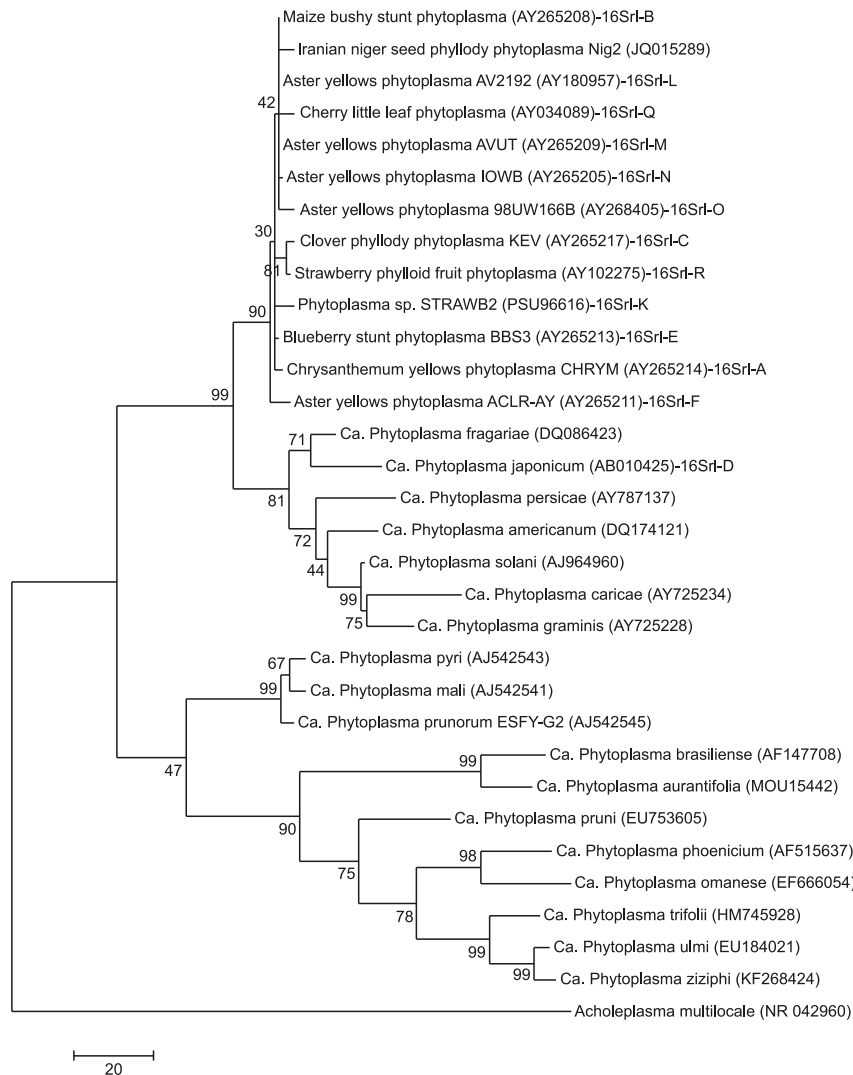 Maize bushy stunt phytoplasma (AY265208)-16SrI-B
Iranian niger seed phyllody phytoplasma Nig2 (JQ015289)
Aster yellows phytoplasma AV2192 (AY180957)-16SrI-L
42
Cherry little leaf phytoplasma (AY034089)-16SrI-Q
Aster yellows phytoplasma AVUT (AY265209)-16SrI-M
Aster yellows phytoplasma IOWB (AY265205)-16SrI-N
Aster yellows phytoplasma 98UW166B (AY268405)-16SrI-O
30
Clover phyllody phytoplasma KEV (AY265217)-16SrI-C
81
Strawberry phylloid fruit phytoplasma (AY102275)-16SrI-R
Phytoplasma sp. STRAWB2 (PSU96616)-16SrI-K
90
Blueberry stunt phytoplasma BBS3 (AY265213)-16SrI-E
Chrysanthemum yellows phytoplasma CHRYM (AY265214)-16SrI-A
99
Aster yellows phytoplasma ACLR-AY (AY265211)-16SrI-F
Ca. Phytoplasma fragariae (DQ086423)
71
Ca. Phytoplasma japonicum (AB010425)-16SrI-D
81
Ca. Phytoplasma persicae (AY787137)
Ca. Phytoplasma americanum (DQ174121)
72
Ca. Phytoplasma solani (AJ964960)
44
Ca. Phytoplasma caricae (AY725234)
99
75
Ca. Phytoplasma graminis (AY725228)
Ca. Phytoplasma pyri (AJ542543)
67
99
Ca. Phytoplasma mali (AJ542541)
Ca. Phytoplasma prunorum ESFY-G2 (AJ542545)
Ca. Phytoplasma brasiliense (AF147708)
99
47
Ca. Phytoplasma aurantifolia (MOU15442)
Ca. Phytoplasma pruni (EU753605)
90
Ca. Phytoplasma phoenicium (AF515637)
98
75
Ca. Phytoplasma omanese (EF666054)
78
Ca. Phytoplasma trifolii (HM745928)
Ca. Phytoplasma ulmi (EU184021)
99
99
Ca. Phytoplasma ziziphi (KF268424)
Acholeplasma multilocale (NR 042960)
20